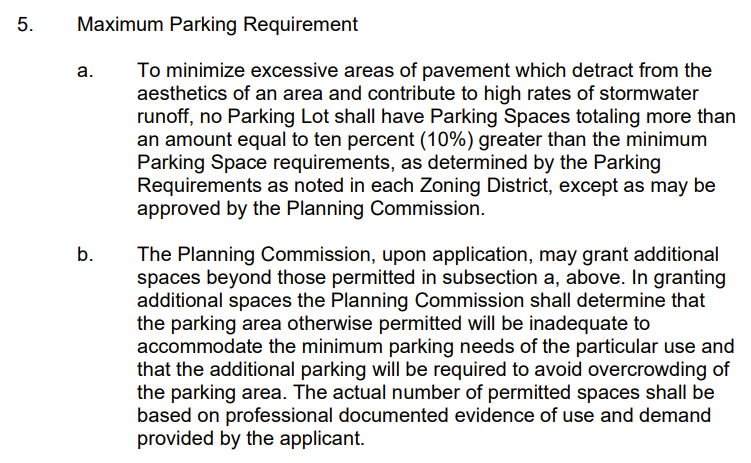 5. Maximum Parking Requirement
a. To minimize excessive areas of pavement which detract from the
aesthetics of an area and contribute to high rates of stormwater
runoff, no Parking Lot shall have Parking Spaces totaling more than
an amount equal to ten percent (10%) greater than the minimum
Parking Space requirements, as determined by the Parking
Requirements as noted in each Zoning District, except as may be
approved by the Planning Commission.
b. The Planning Commission, upon application, may grant additional
spaces beyond those permitted in subsection a, above. In granting
additional spaces the Planning Commission shall determine that
the parking area otherwise permitted will be inadequate to
accommodate the minimum parking needs of the particular use and
that the additional parking will be required to avoid overcrowding of
the parking area. The actual number of permitted spaces shall be
based on professional documented evidence of use and demand
provided by the applicant.